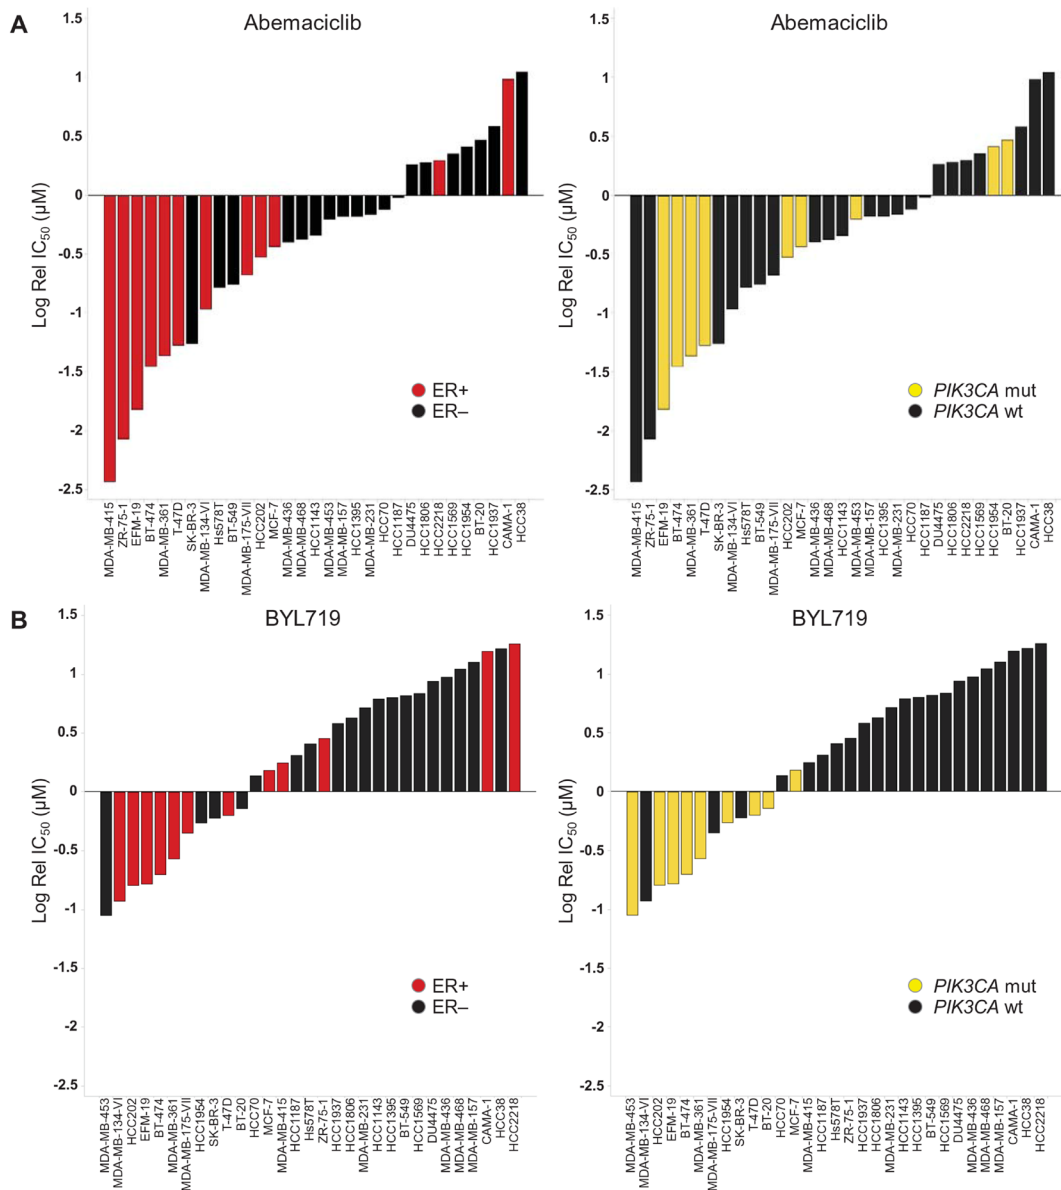 A
Abemaciclib
Log Rel IC50 (µM)
1.5
1
0.5
0
-0.5
-1
-1.5
-2
-2.5
ER+
ER–
MDA-MB-415
ZR-75-1
EFM-19
BT-474
MDA-MB-361
T-47D
SK-BR-3
MDA-MB-134-VI
Hs578T
BT-549
MDA-MB-175-VII
HCC202
MCF-7
MDA-MB-436
MDA-MB-468
HCC1143
MDA-MB-453
MDA-MB-157
HCC1395
MDA-MB-231
HCC70
HCC1187
DU4475
HCC1806
HCC2218
HCC1569
HCC1954
BT-20
HCC1937
CAMA-1
HCC38
Abemaciclib
Log Rel IC50 (µM)
1.5
1
0.5
0
-0.5
-1
-1.5
-2
-2.5
PIK3CA mut
PIK3CA wt
MDA-MB-415
ZR-75-1
EFM-19
BT-474
MDA-MB-361
T-47D
SK-BR-3
MDA-MB-134-VI
Hs578T
BT-549
MDA-MB-175-VII
HCC202
MCF-7
MDA-MB-436
MDA-MB-468
HCC1143
MDA-MB-453
MDA-MB-157
HCC1395
MDA-MB-231
HCC70
HCC1187
DU4475
HCC1806
HCC2218
HCC1569
HCC1954
BT-20
HCC1937
CAMA-1
HCC38
B
BYL719
Log Rel IC50 (µM)
1.5
1
0.5
0
-0.5
-1
-1.5
-2
-2.5
ER+
ER–
MDA-MB-453
MDA-MB-134-VI
HCC202
EFM-19
BT-474
MDA-MB-361
MDA-MB-175-VII
HCC1954
SK-BR-3
T-47D
BT-20
HCC70
MCF-7
MDA-MB-415
HCC1187
Hs578T
ZR-75-1
HCC1937
HCC1806
MDA-MB-231
HCC1143
HCC1395
BT-549
HCC1569
DU4475
MDA-MB-436
MDA-MB-468
MDA-MB-157
CAMA-1
HCC38
HCC2218
BYL719
Log Rel IC50 (µM)
1.5
1
0.5
0
-0.5
-1
-1.5
-2
-2.5
PIK3CA mut
PIK3CA wt
MDA-MB-453
MDA-MB-134-VI
HCC202
EFM-19
BT-474
MDA-MB-361
MDA-MB-175-VII
HCC1954
SK-BR-3
T-47D
BT-20
HCC70
MCF-7
MDA-MB-415
HCC1187
Hs578T
ZR-75-1
HCC1937
HCC1806
MDA-MB-231
HCC1143
HCC1395
BT-549
HCC1569
DU4475
MDA-MB-436
MDA-MB-468
MDA-MB-157
CAMA-1
HCC38
HCC2218